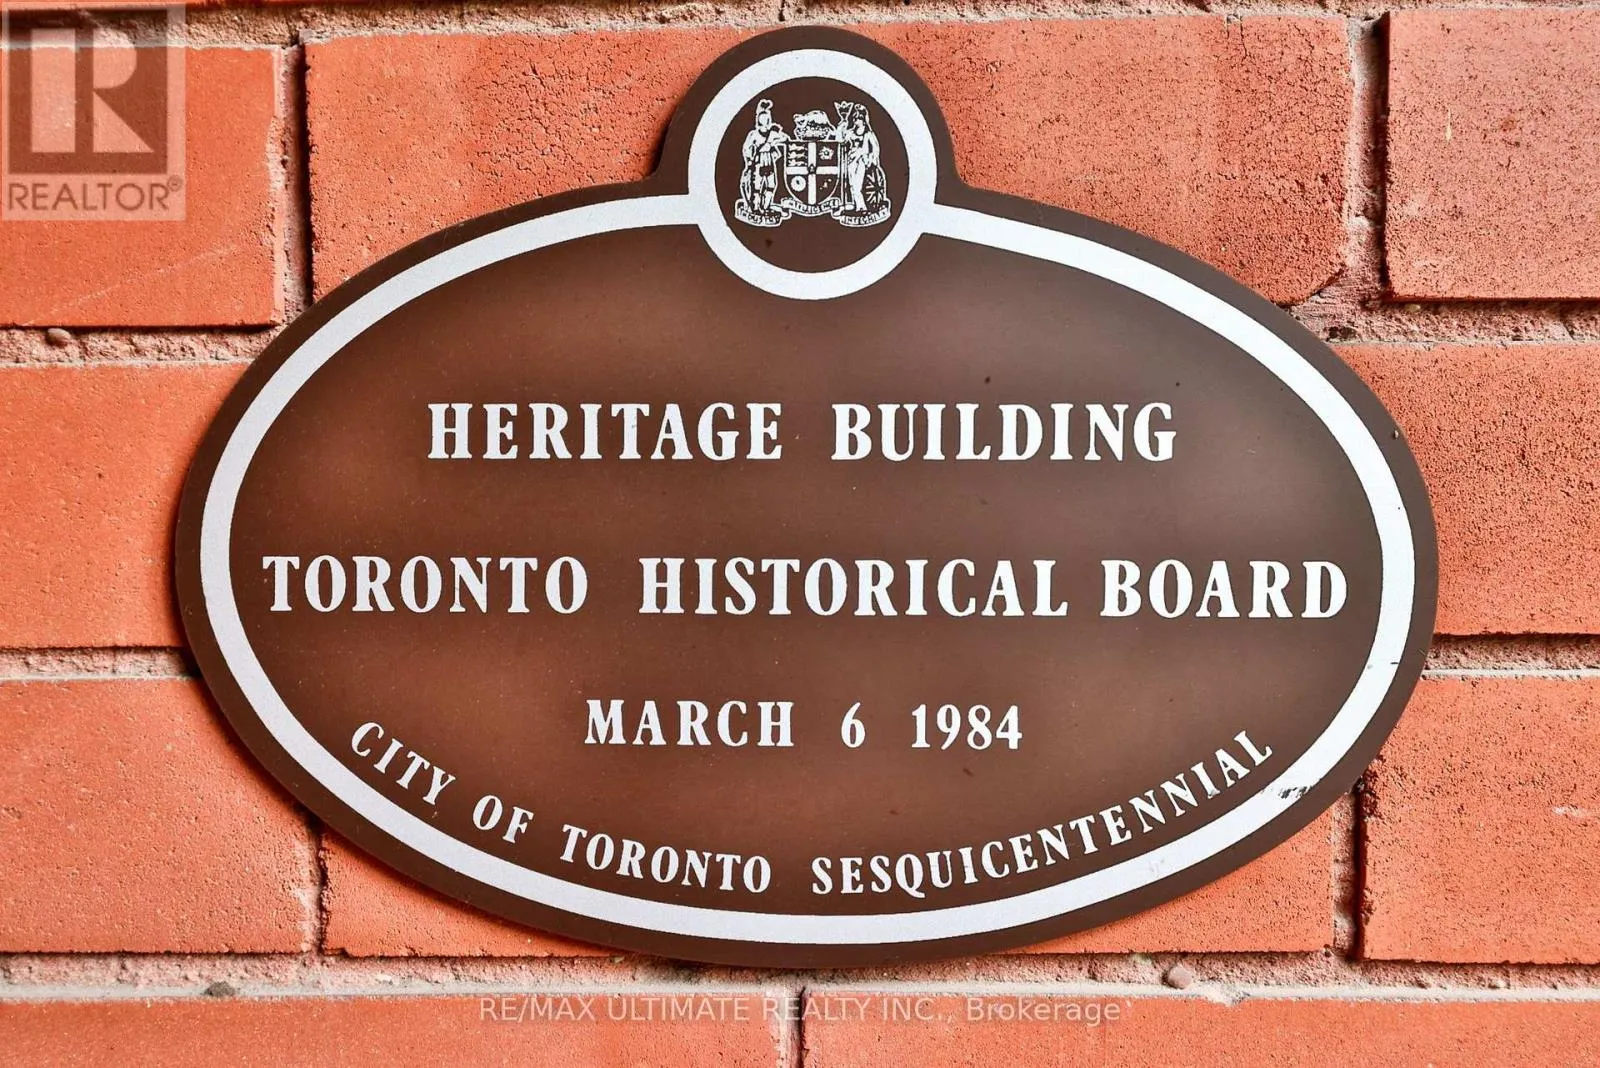 REALTOR®
HERITAGE BUILDING
TORONTO HISTORICAL BOARD
MARCH 6 1984
CITY OF TORONTO SESQUICENTENNIAL
RE/MAX ULTIMATE REALTY INC., Brokerage